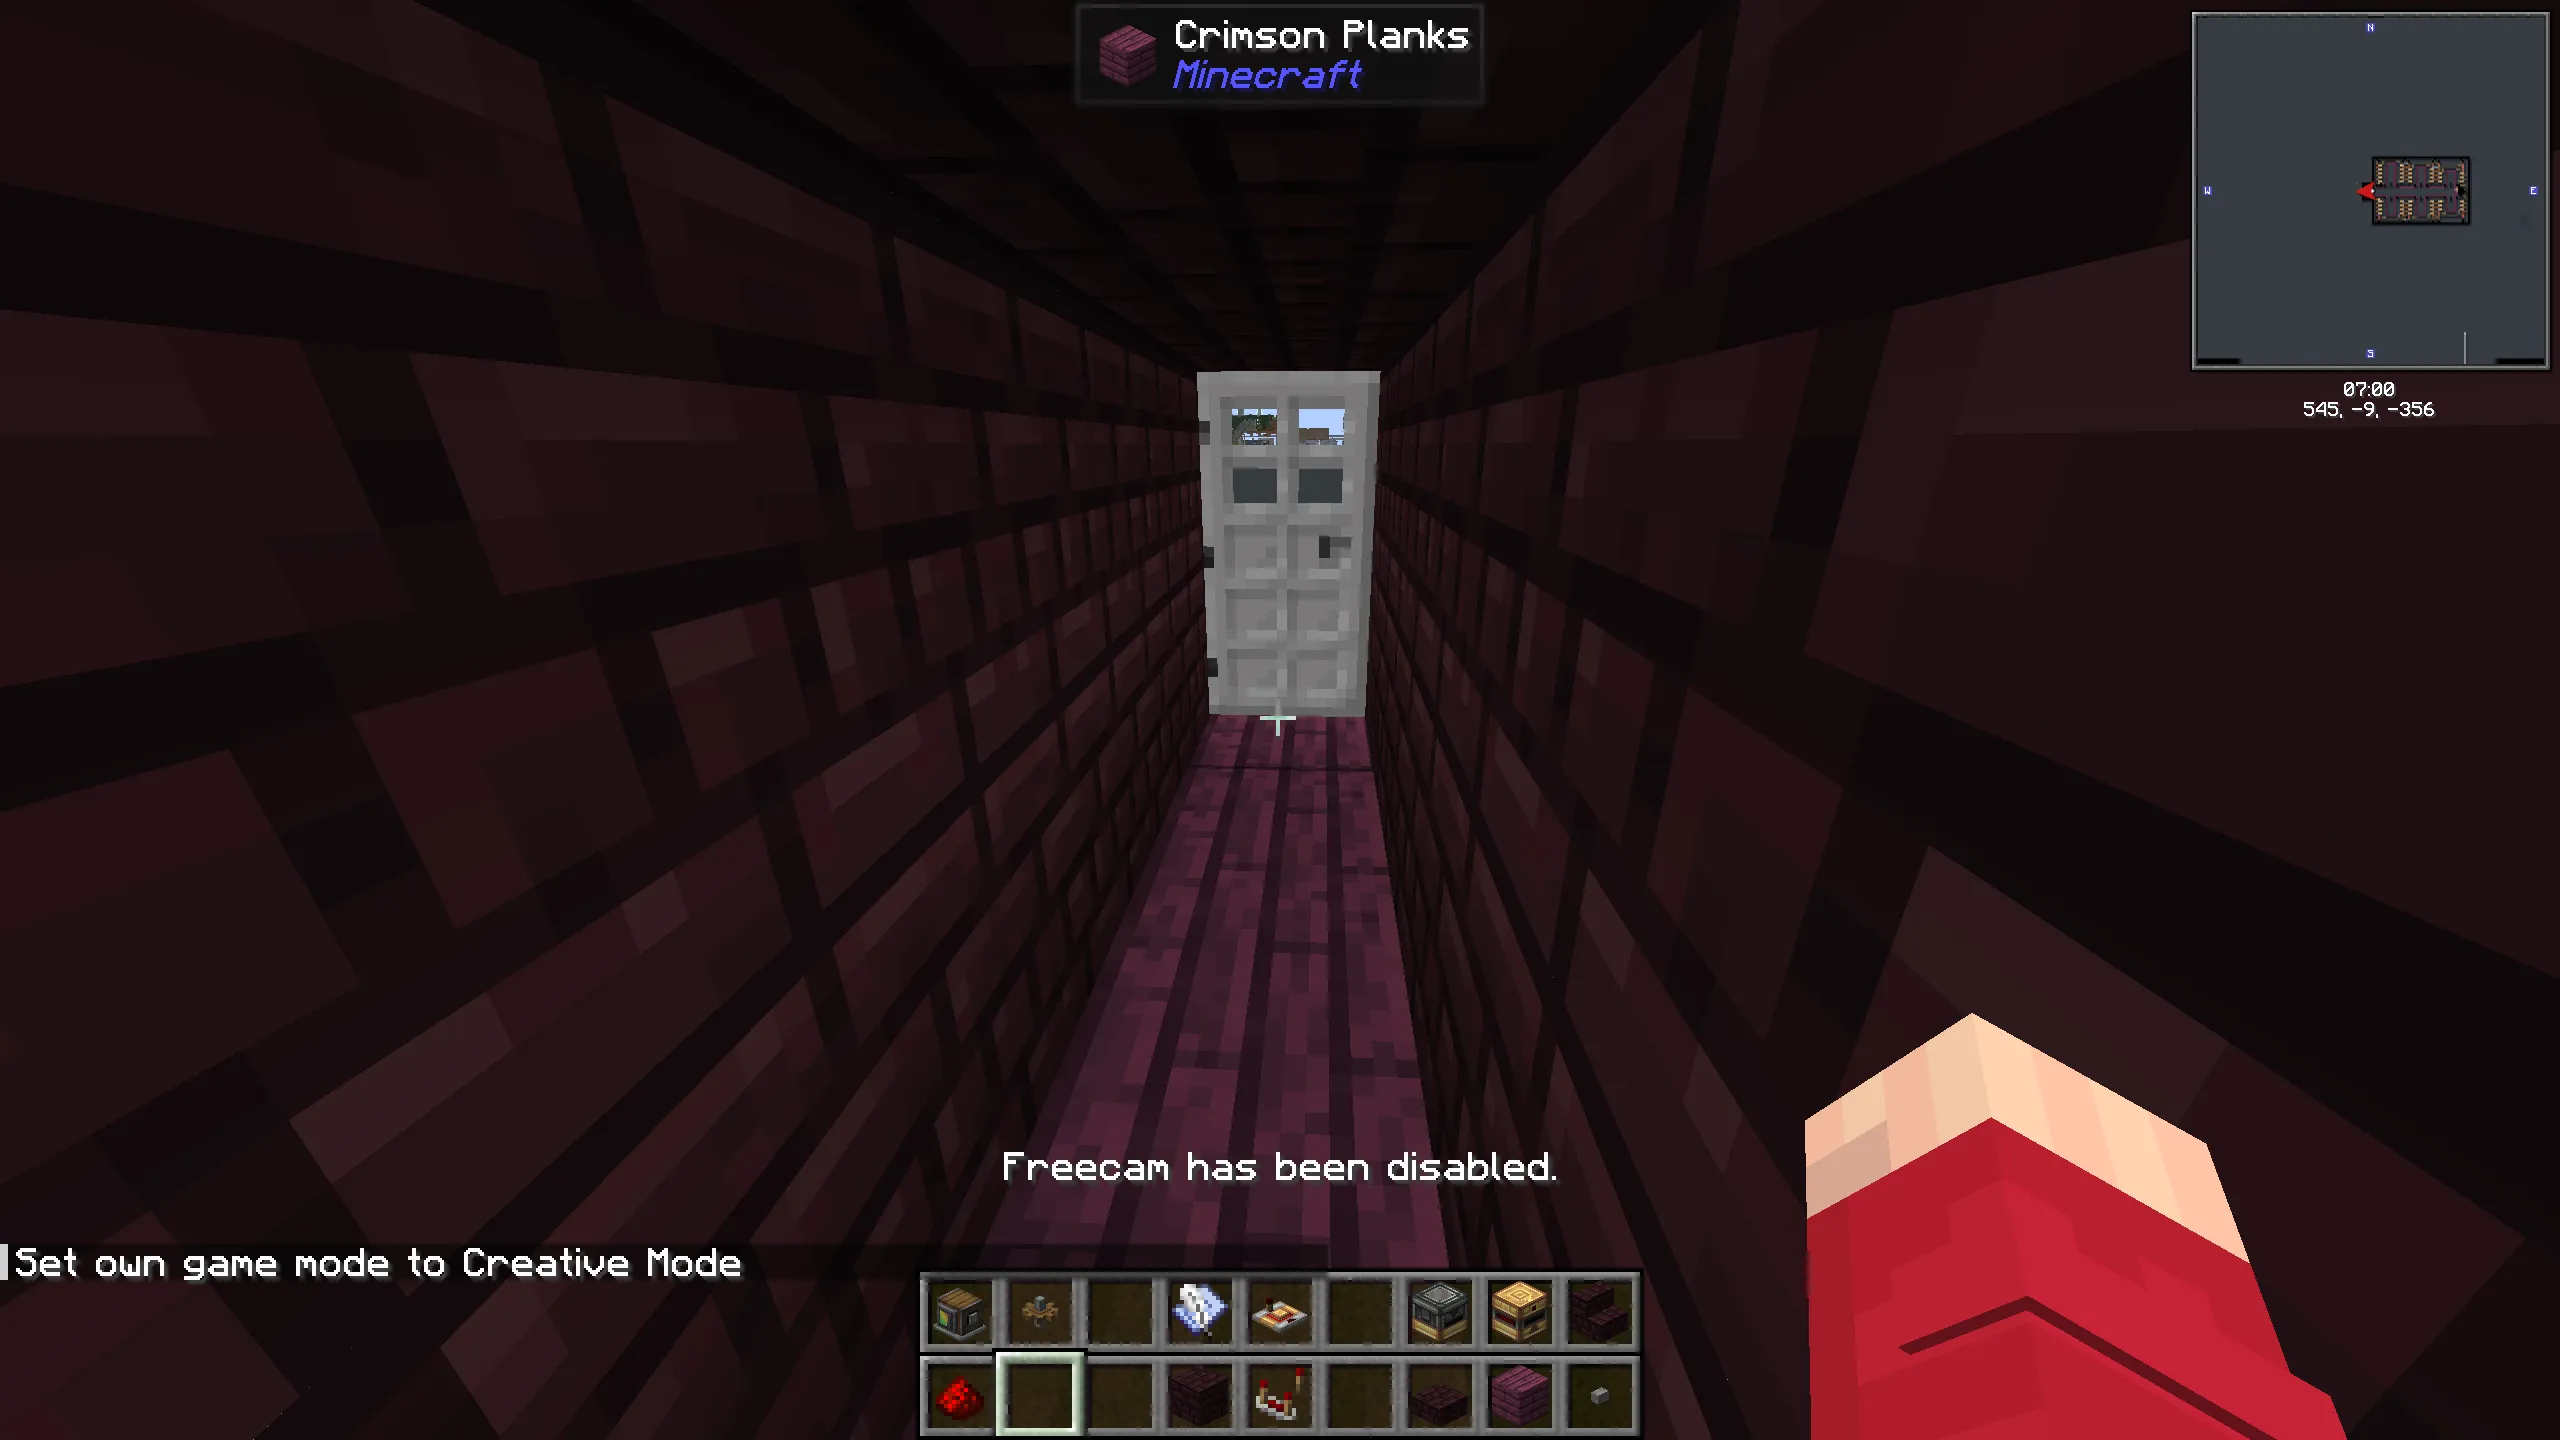 Crimson Planks
Minecraft
N
W
E
S
07:00
545, -9, -356
Freecam has been disabled.
Set own game mode to Creative Mode